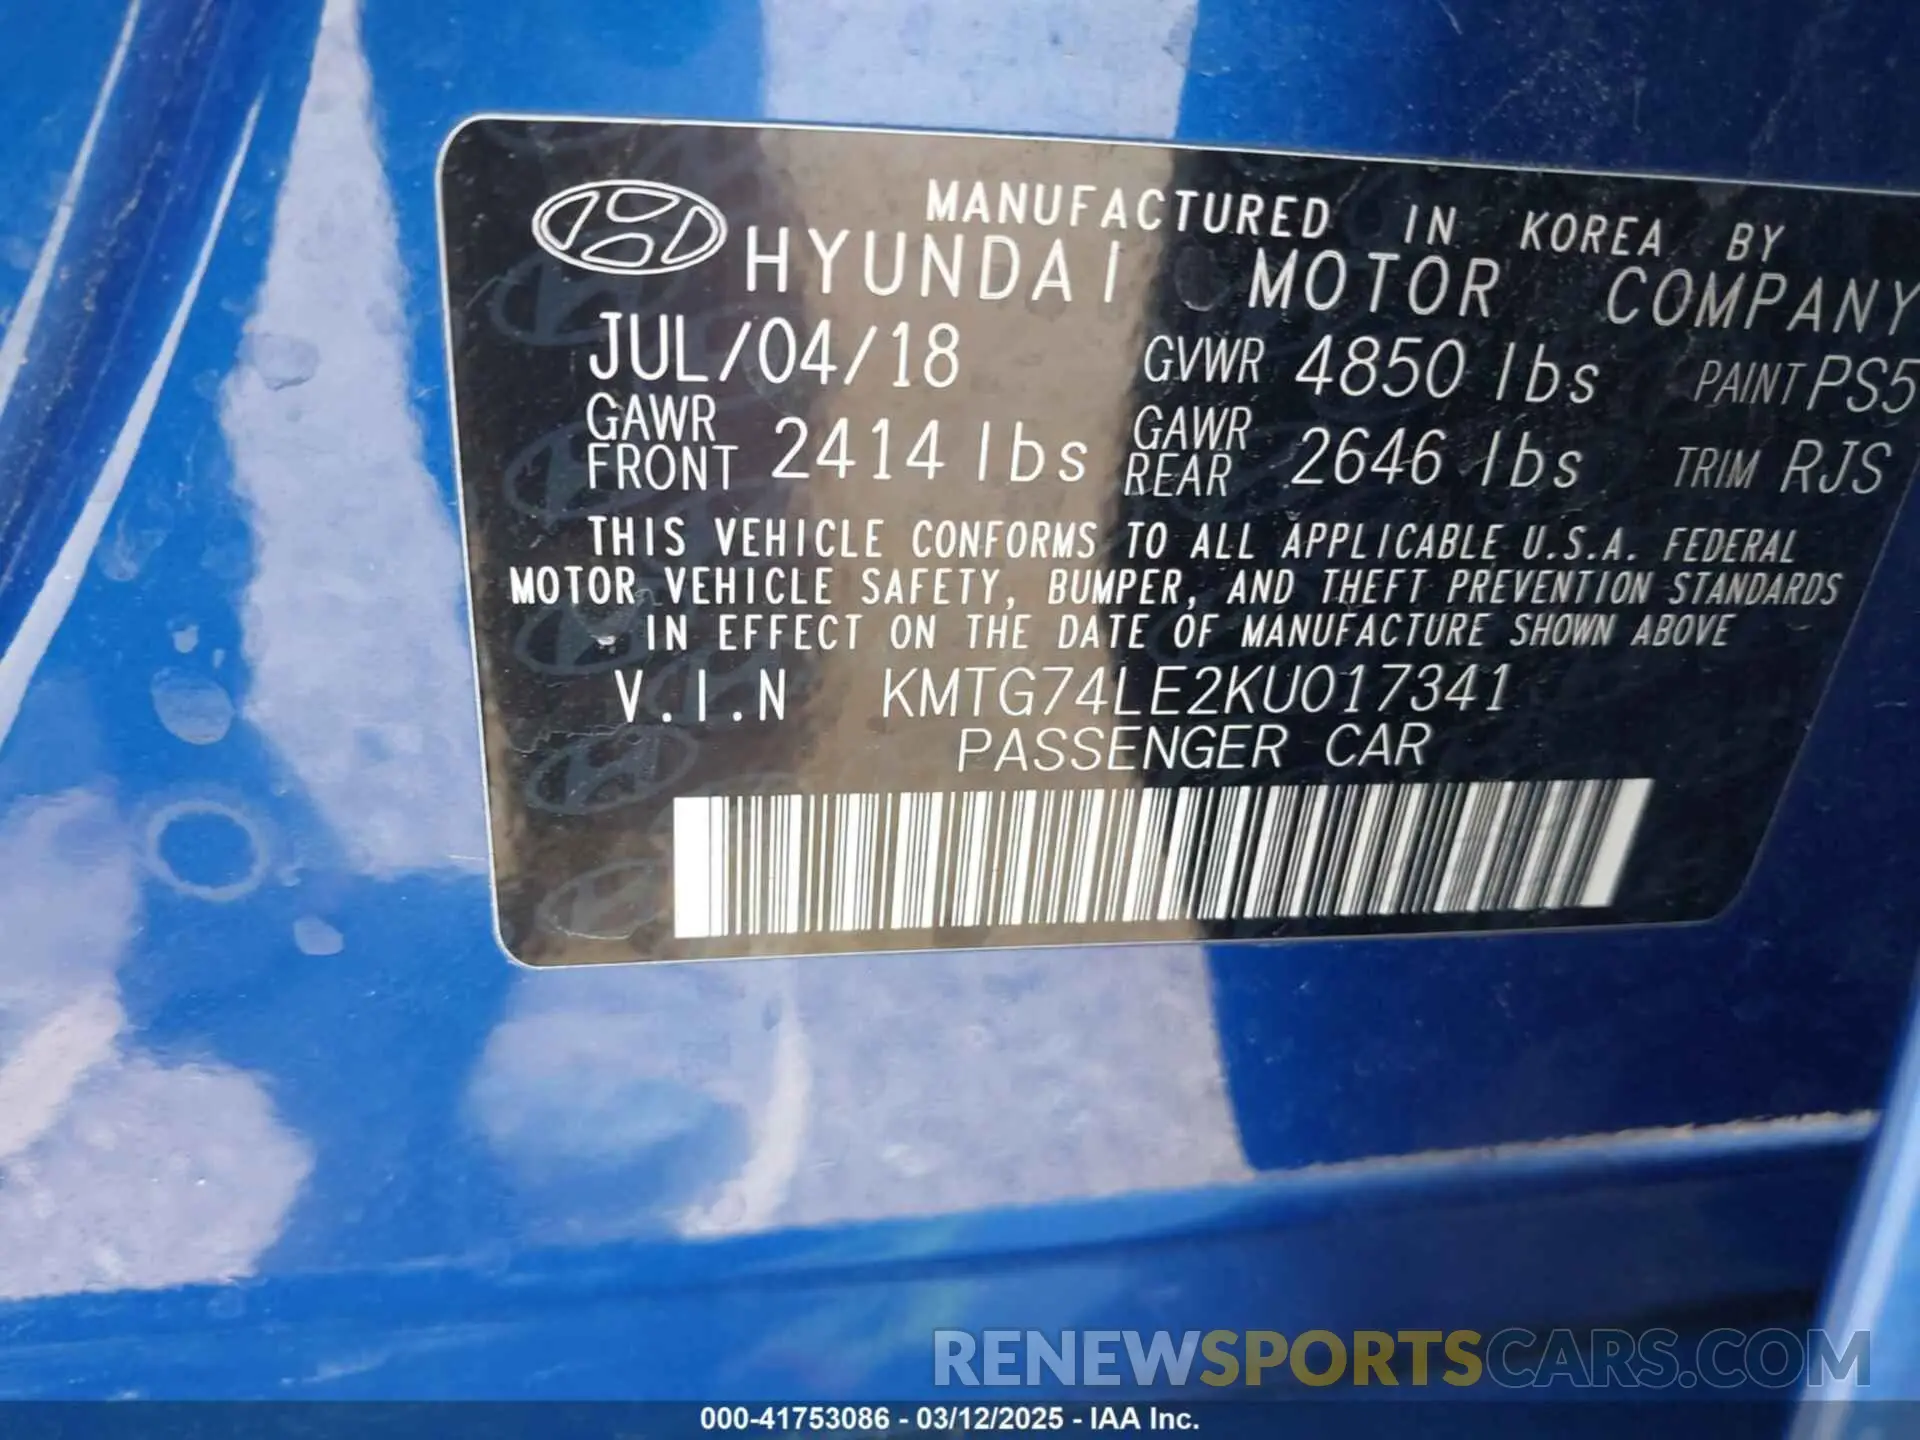 MANUFACTURED IN KOREA BY
HYUNDAI MOTOR COMPANY
JUL/04/18 GVWR 4850 lbs PAINT PS5
GAWR FRONT 2414 lbs GAWR REAR 2646 lbs TRIM RJS
THIS VEHICLE CONFORMS TO ALL APPLICABLE U.S.A. FEDERAL
MOTOR VEHICLE SAFETY, BUMPER, AND THEFT PREVENTION STANDARDS
IN EFFECT ON THE DATE OF MANUFACTURE SHOWN ABOVE
V.I.N KMTG74LE2KU017341
PASSENGER CAR
RENEWSPORTSCARS.COM
000-41753086 - 03/12/2025 - IAA Inc.